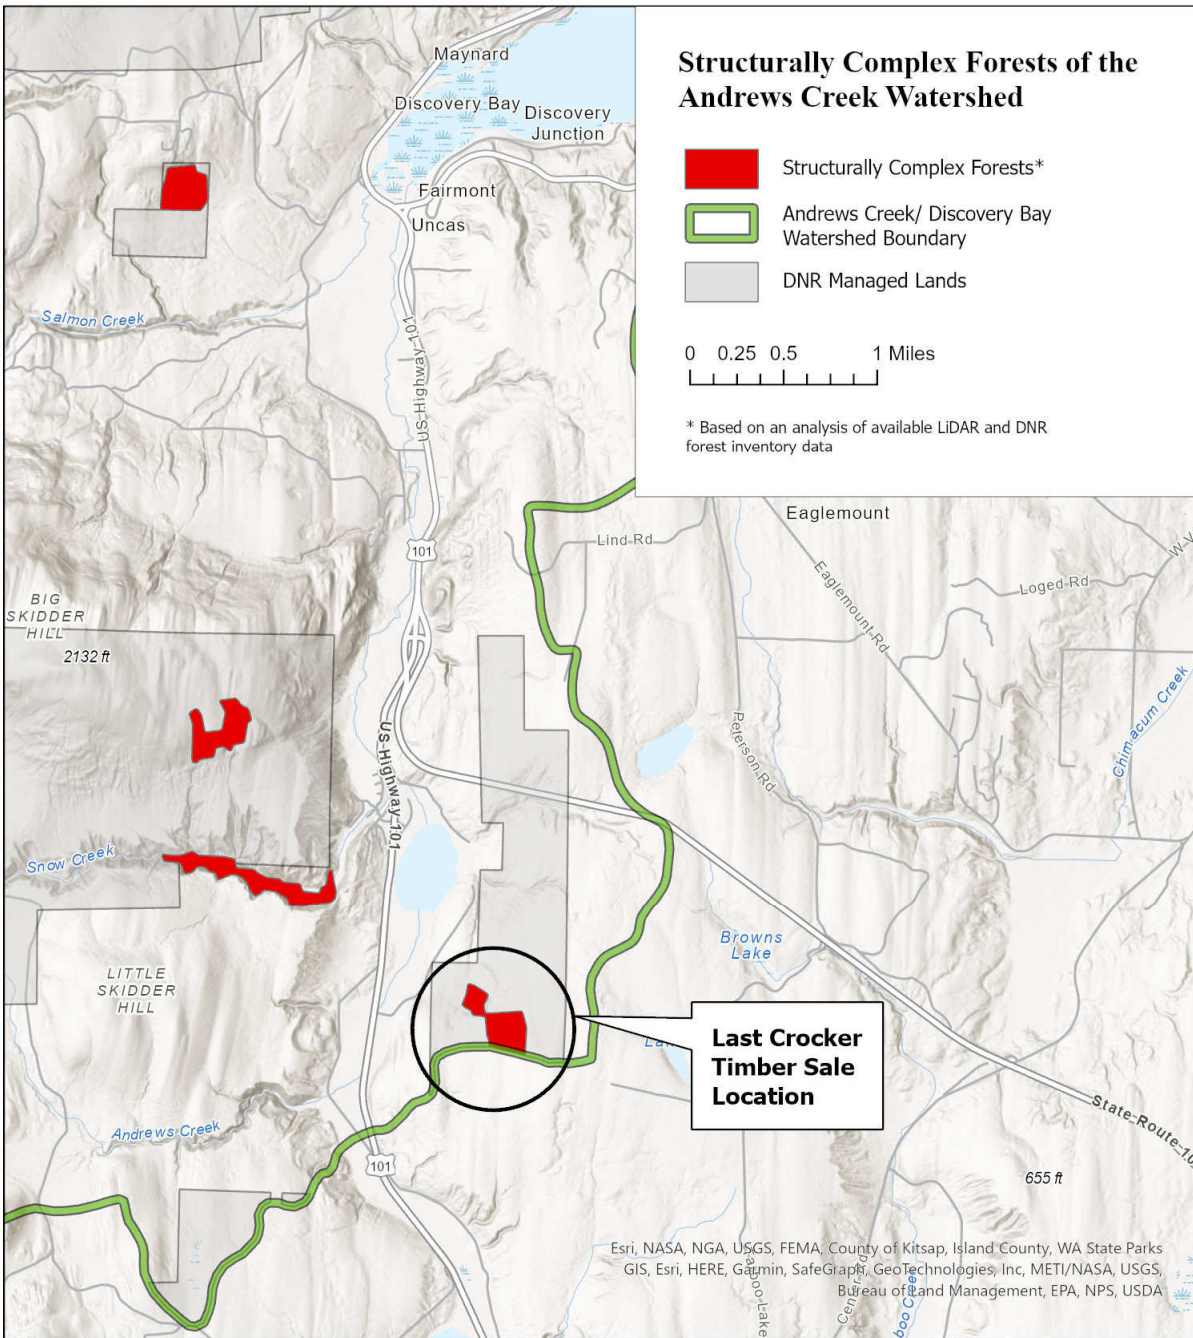 Structurally Complex Forests of the
Andrews Creek Watershed
Structurally Complex Forests*
Andrews Creek/ Discovery Bay
Watershed Boundary
DNR Managed Lands
0 0.25 0.5 1 Miles
* Based on an analysis of available LiDAR and DNR
forest inventory data
Maynard
Discovery Bay
Discovery
Junction
Fairmont
Uncas
Salmon Creek
US Highway 101
101
Eaglemount
Lind Rd
Eaglemount Rd
Loged Rd
BIG
SKIDDER
HILL
2132 ft
Peterson Rd
Chimacum Creek
US Highway 101
Snow Creek
Browns
Lake
LITTLE
SKIDDER
HILL
Last Crocker
Timber Sale
Location
Andrews Creek
101
State Route 10
655 ft
Esri, NASA, NGA, USGS, FEMA, County of Kitsap, Island County, WA State Parks
GIS, Esri, HERE, Garmin, SafeGraph, GeoTechnologies, Inc, METI/NASA, USGS,
Bureau of Land Management, EPA, NPS, USDA